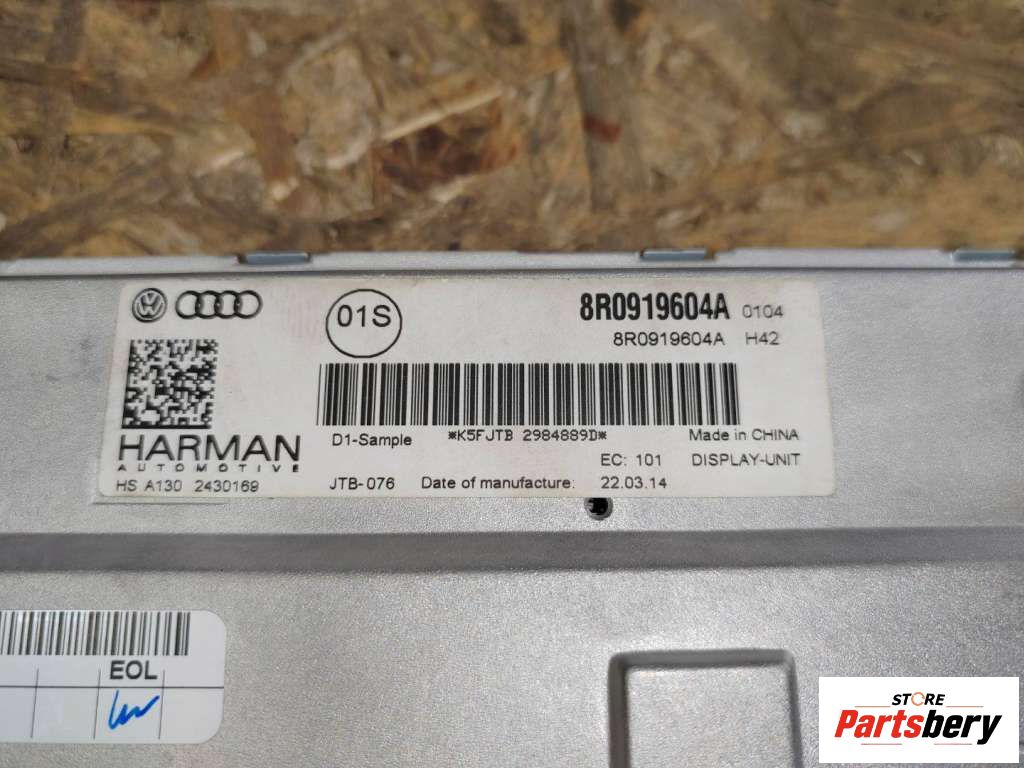 01S
8R0919604A 0104
8R0919604A H42
HARMAN
AUTOMOTIVE
D1-Sample *K5FJTB 2984889D* Made in CHINA
EC: 101 DISPLAY-UNIT
HS A130 2430169 JTB-076 Date of manufacture: 22.03.14
EOL
STORE
Partsbery